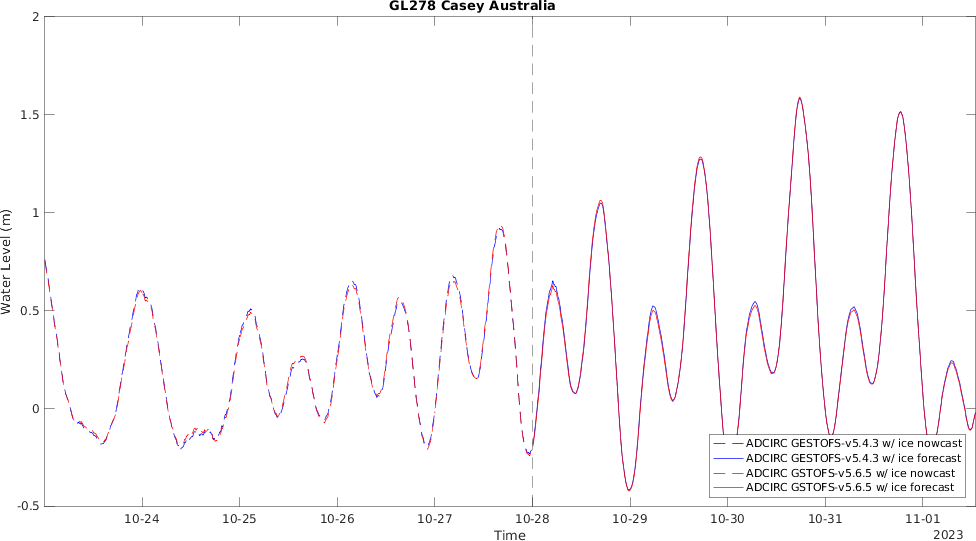 GL278 Casey Australia
2
1.5
1
0.5
0
-0.5
Water Level (m)
10-24
10-25
10-26
10-27
10-28
10-29
10-30
10-31
11-01
Time
2023
ADCIRC GESTOFS-v5.4.3 w/ ice nowcast
ADCIRC GESTOFS-v5.4.3 w/ ice forecast
ADCIRC GSTOFS-v5.6.5 w/ ice nowcast
ADCIRC GSTOFS-v5.6.5 w/ ice forecast